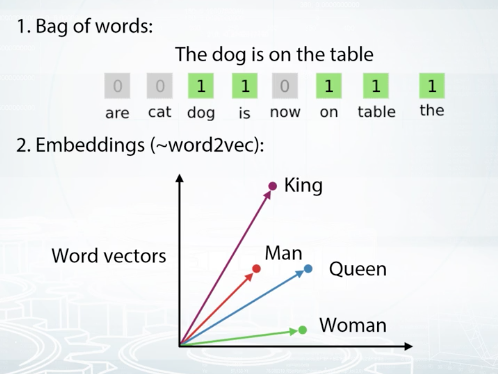 1. Bag of words:
The dog is on the table
0 0 1 1 0 1 1 1
are cat dog is now on table the
2. Embeddings (~word2vec):
King
Man
Word vectors
Queen
Woman